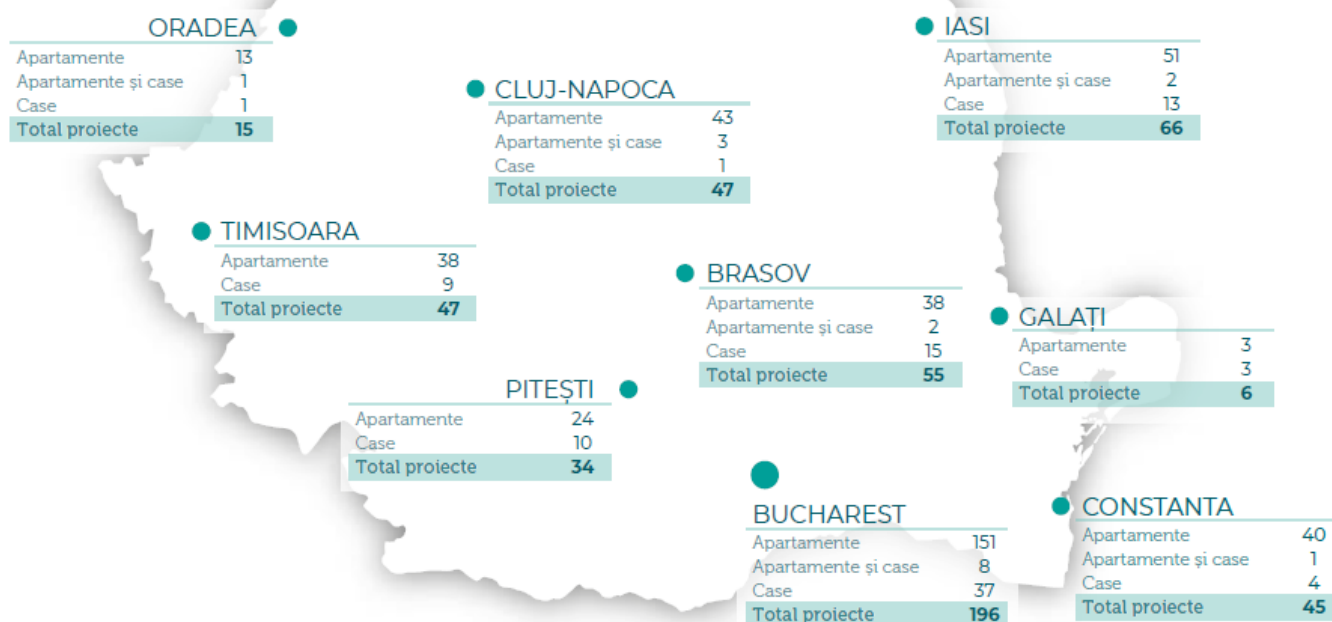 ORADEA
Apartamente 13
Apartamente și case 1
Case 1
Total proiecte 15
IASI
Apartamente 51
Apartamente și case 2
Case 13
Total proiecte 66
CLUJ-NAPOCA
Apartamente 43
Apartamente și case 3
Case 1
Total proiecte 47
TIMISOARA
Apartamente 38
Case 9
Total proiecte 47
BRASOV
Apartamente 38
Apartamente și case 2
Case 15
Total proiecte 55
GALAȚI
Apartamente 3
Case 3
Total proiecte 6
PITEȘTI
Apartamente 24
Case 10
Total proiecte 34
BUCHAREST
Apartamente 151
Apartamente și case 8
Case 37
Total proiecte 196
CONSTANTA
Apartamente 40
Apartamente și case 1
Case 4
Total proiecte 45